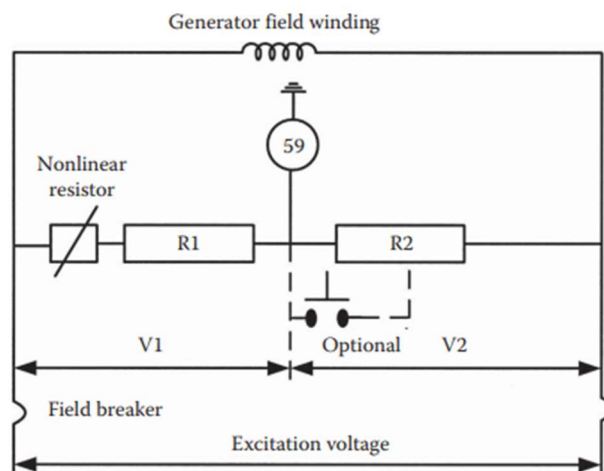 Generator field winding
59
Nonlinear
resistor
R1
R2
V1
Optional
V2
Field breaker
Excitation voltage